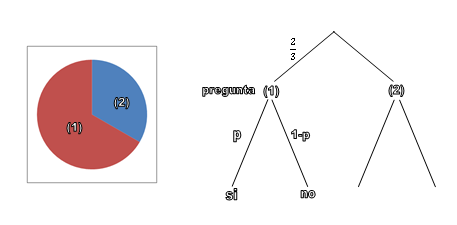 2
3
(2)
(1)
pregunta (1)
(2)
p
1-p
si
no